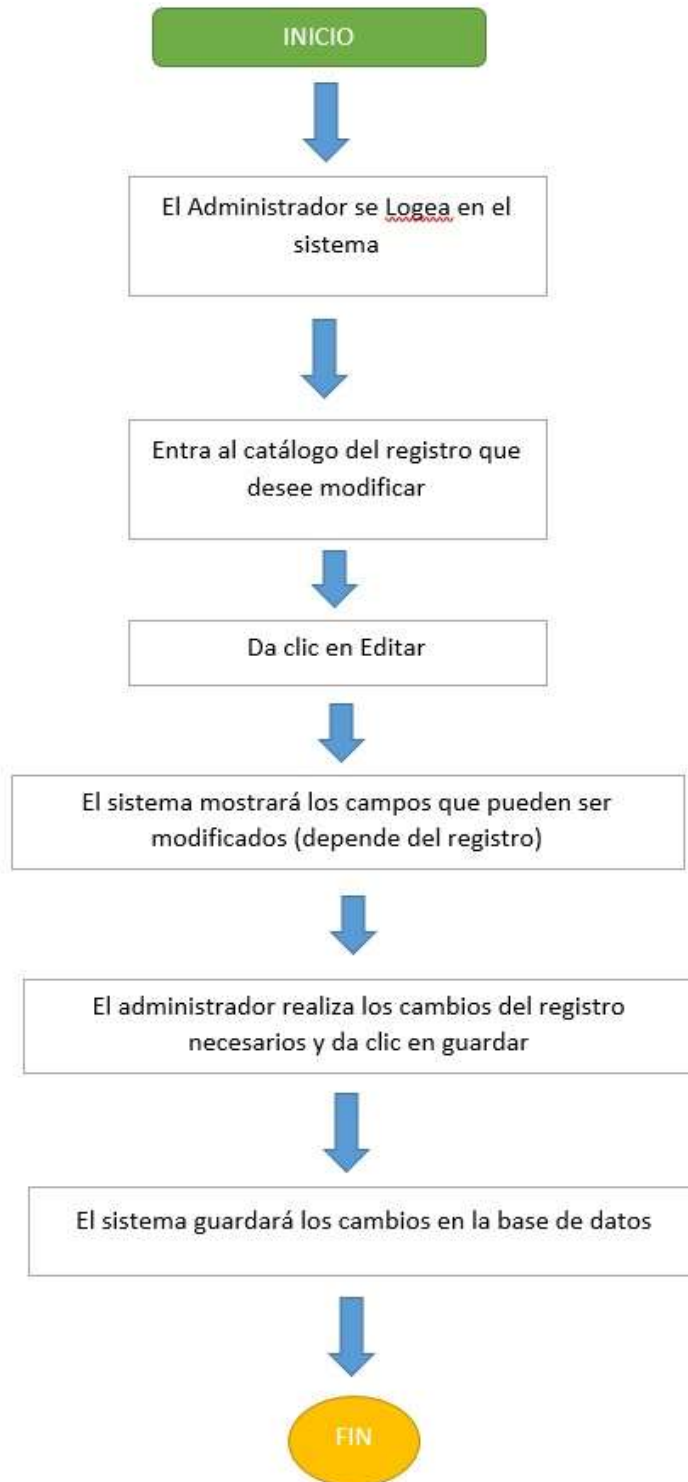 INICIO
El Administrador se Logea en el
sistema
Entra al catálogo del registro que
desee modificar
Da clic en Editar
El sistema mostrará los campos que pueden ser
modificados (depende del registro)
El administrador realiza los cambios del registro
necesarios y da clic en guardar
El sistema guardará los cambios en la base de datos
FIN